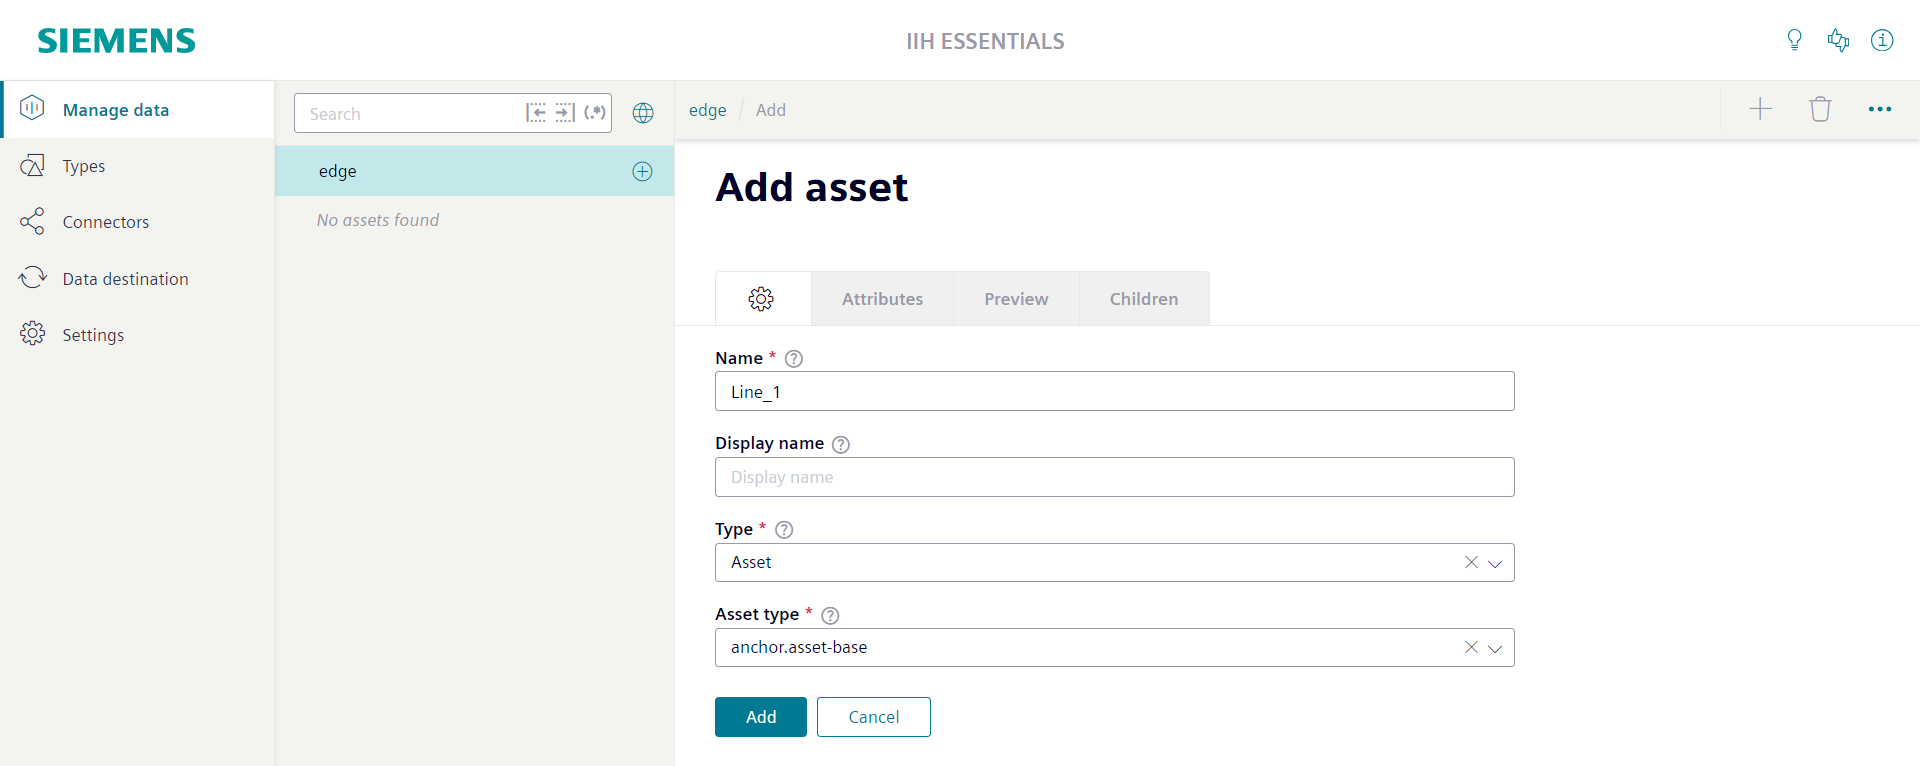 SIEMENS
IIH ESSENTIALS
Manage data
Types
Connectors
Data destination
Settings
Search
(.*)
edge
No assets found
edge / Add
Add asset
Attributes Preview Children
Name * ?
Line_1
Display name ?
Display name
Type * ?
Asset
Asset type * ?
anchor.asset-base
Add Cancel